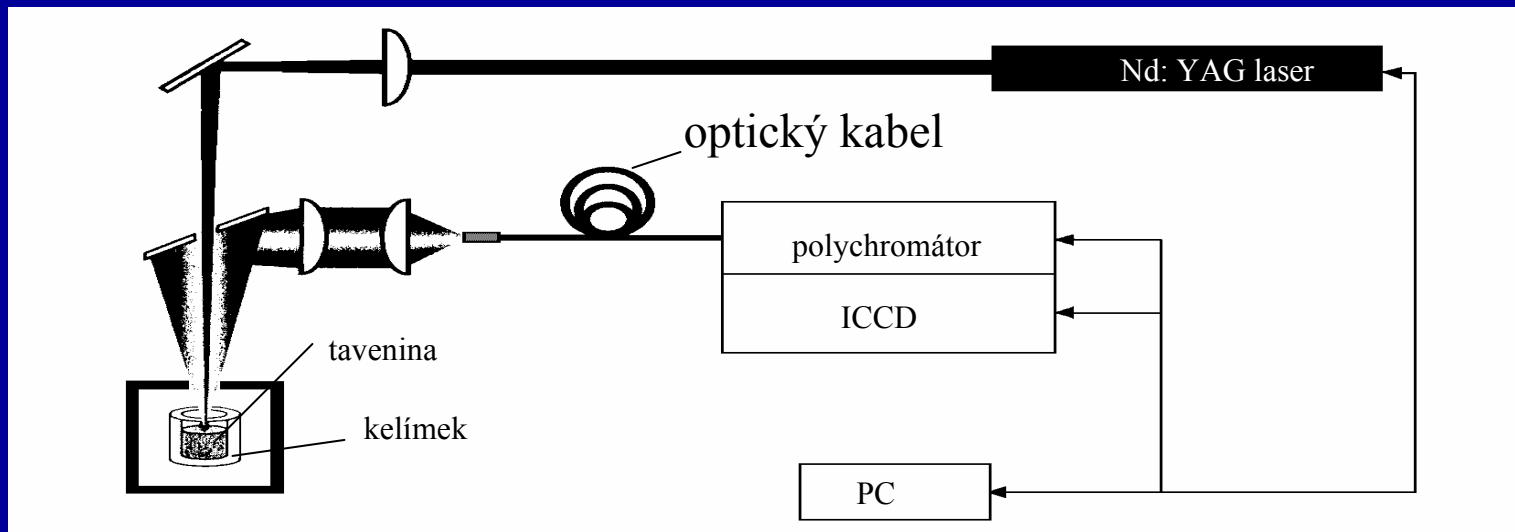 Nd: YAG laser
optický kabel
polychromátor
ICCD
tavenina
kelímek
PC